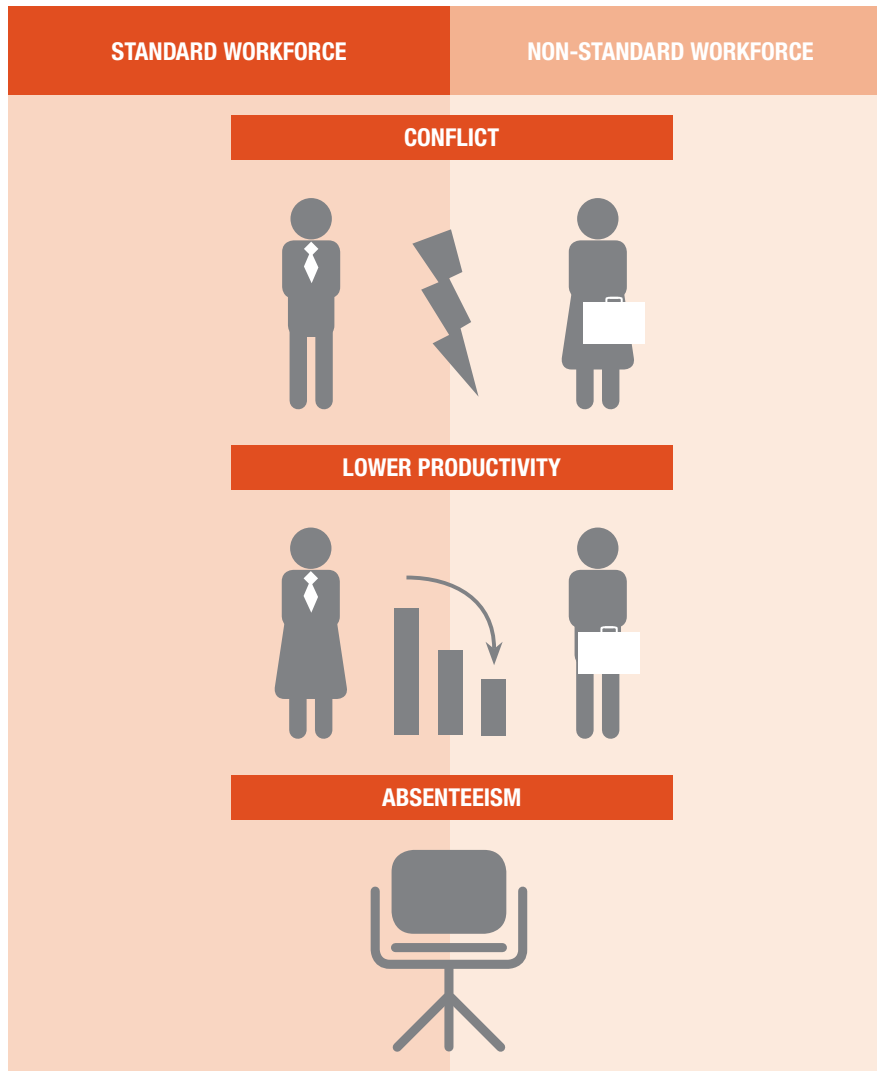 STANDARD WORKFORCE
NON-STANDARD WORKFORCE
CONFLICT
LOWER PRODUCTIVITY
ABSENTEEISM